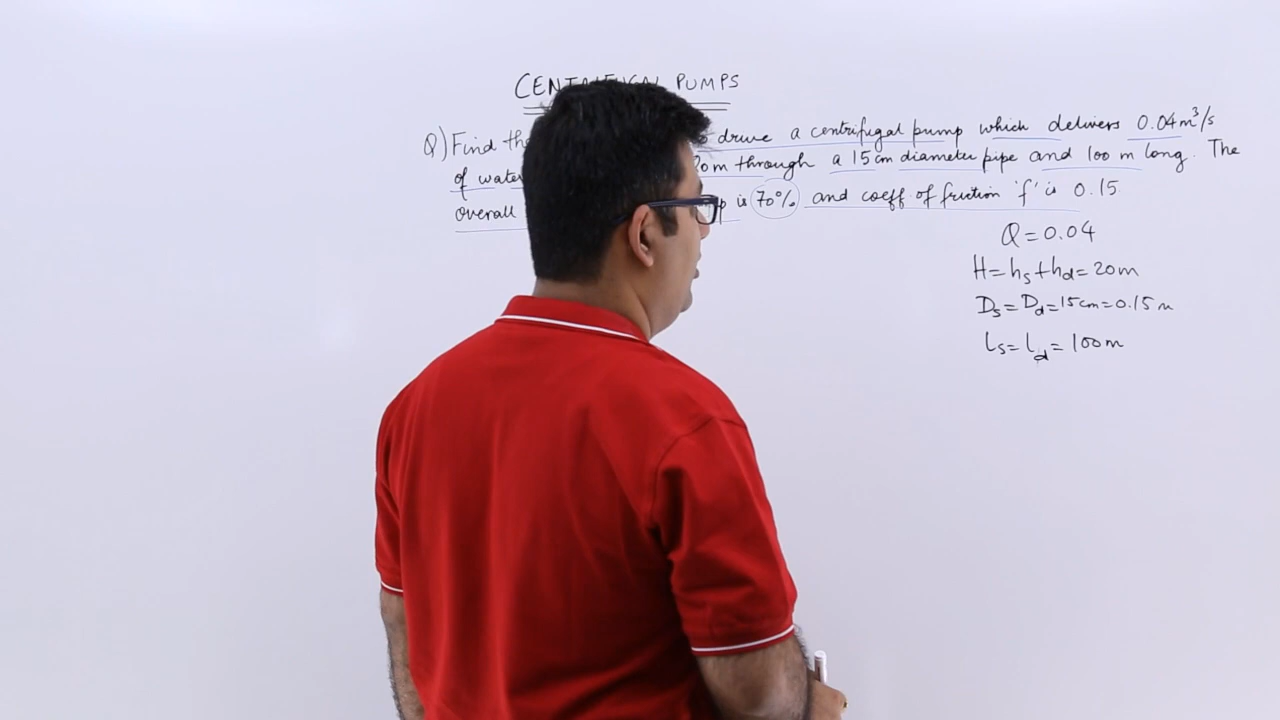 CENTRIFUGAL PUMPS
Q) Find the drive a centrifugal pump which delivers 0.04 m³/s
of water 20m through a 15 cm diameter pipe and 100 m long. The
overall is 70% and coeff of friction 'f' is 0.15
Q = 0.04
H = hs + hd = 20m
Ds = Dd = 15cm = 0.15 m
ls = ld = 100m